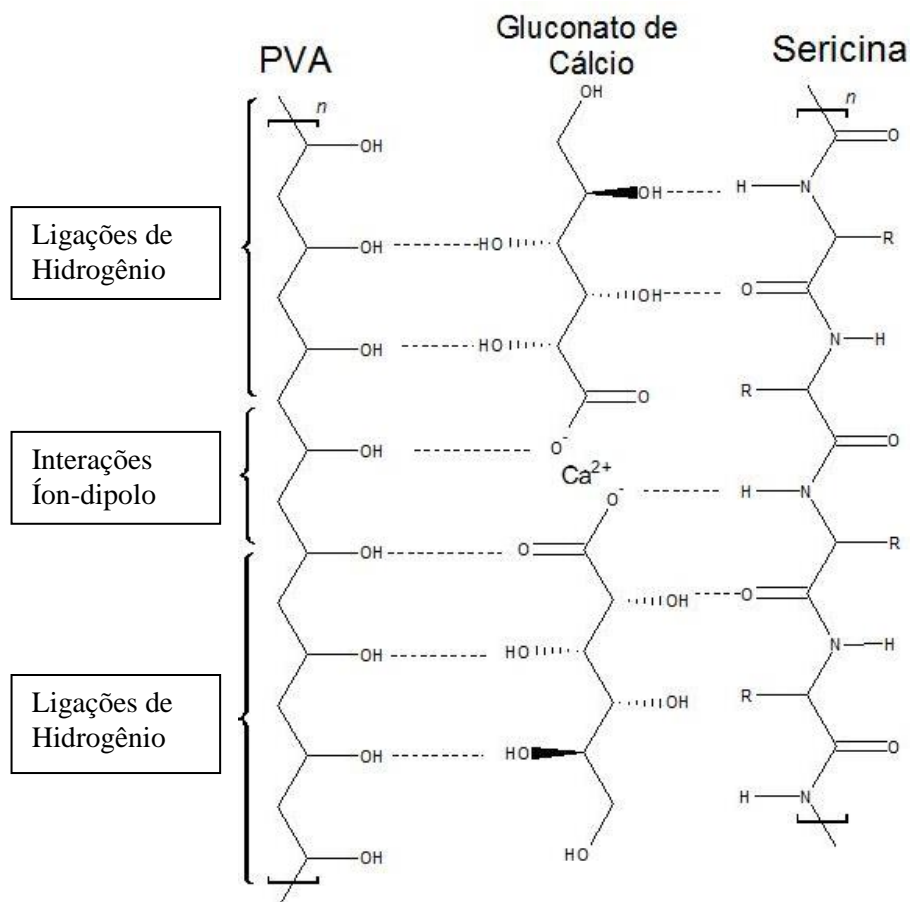 PVA
Gluconato de
Cálcio
Sericina
Ligações de
Hidrogênio
Interações
Íon-dipolo
Ligações de
Hidrogênio
n
OH
OH
OH
OH
OH
OH
OH
OH
OH
OH
HO
OH
HO
O
O⁻
Ca²⁺
O⁻
O
OH
HO
OH
HO
HO
n
O
H
N
R
O
N
H
R
O
H
N
R
O
N
H
R
O
H
N